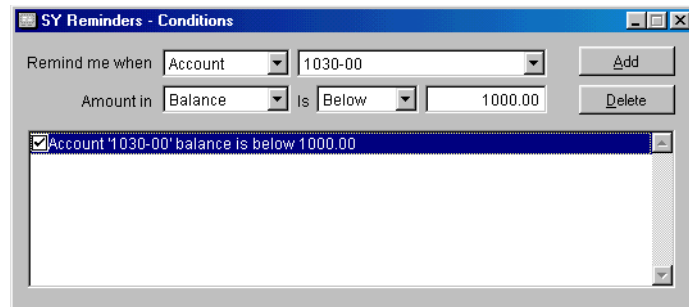 SY Reminders - Conditions
Remind me when Account 1030-00 Add
Amount in Balance Is Below 1000.00 Delete
Account '1030-00' balance is below 1000.00